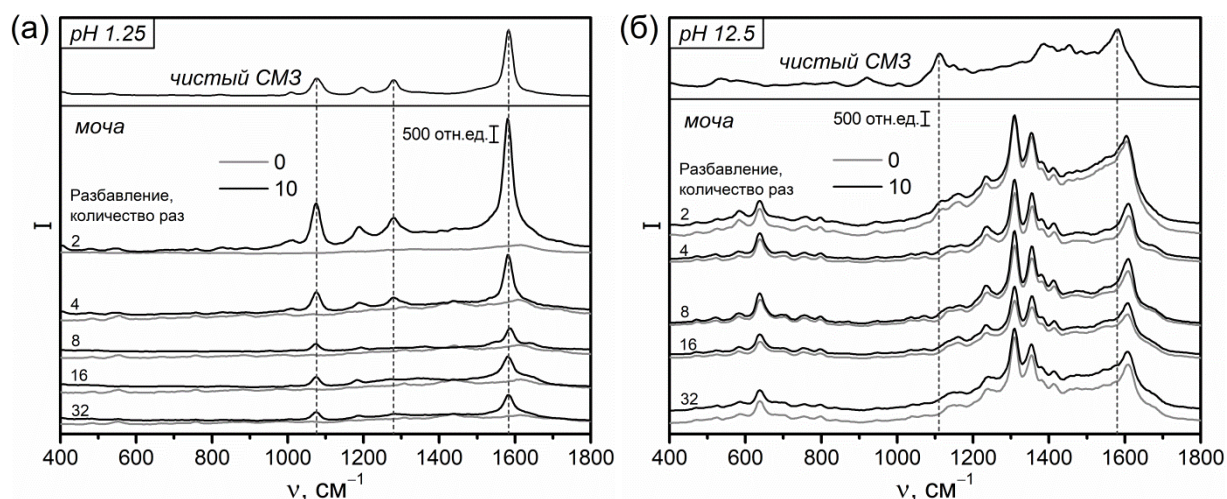 (а)
pH 1.25
чистый СМЗ
моча
500 отн.ед.
0
10
Разбавление,
количество раз
2
4
8
16
32
I
400 600 800 1000 1200 1400 1600 1800
ν, см⁻¹
(б)
pH 12.5
чистый СМЗ
моча
500 отн.ед.
0
10
Разбавление,
количество раз
2
4
8
16
32
I
400 600 800 1000 1200 1400 1600 1800
ν, см⁻¹